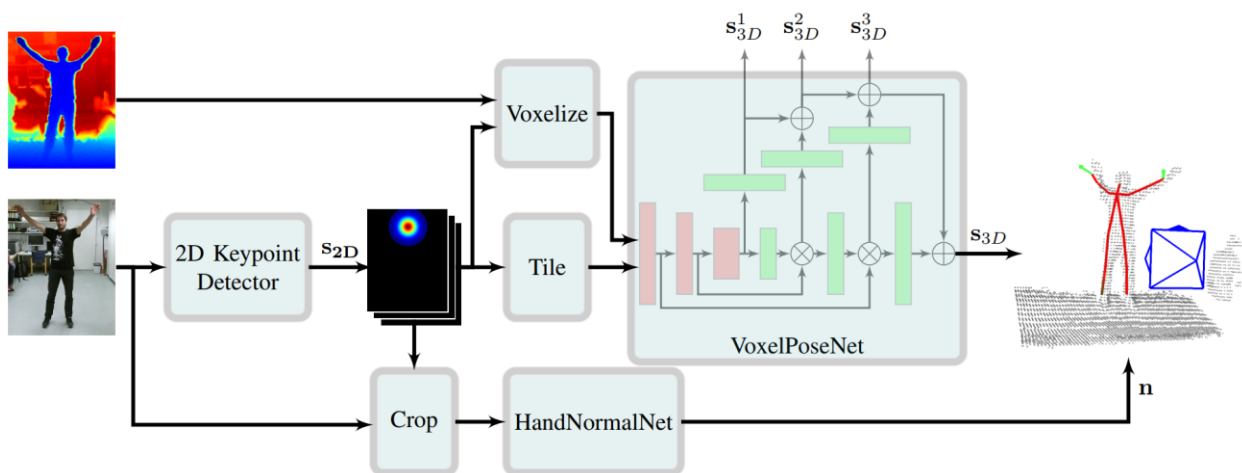 s¹3D s²3D s³3D
Voxelize
2D Keypoint
Detector
s2D
Tile
s3D
VoxelPoseNet
Crop
HandNormalNet
n